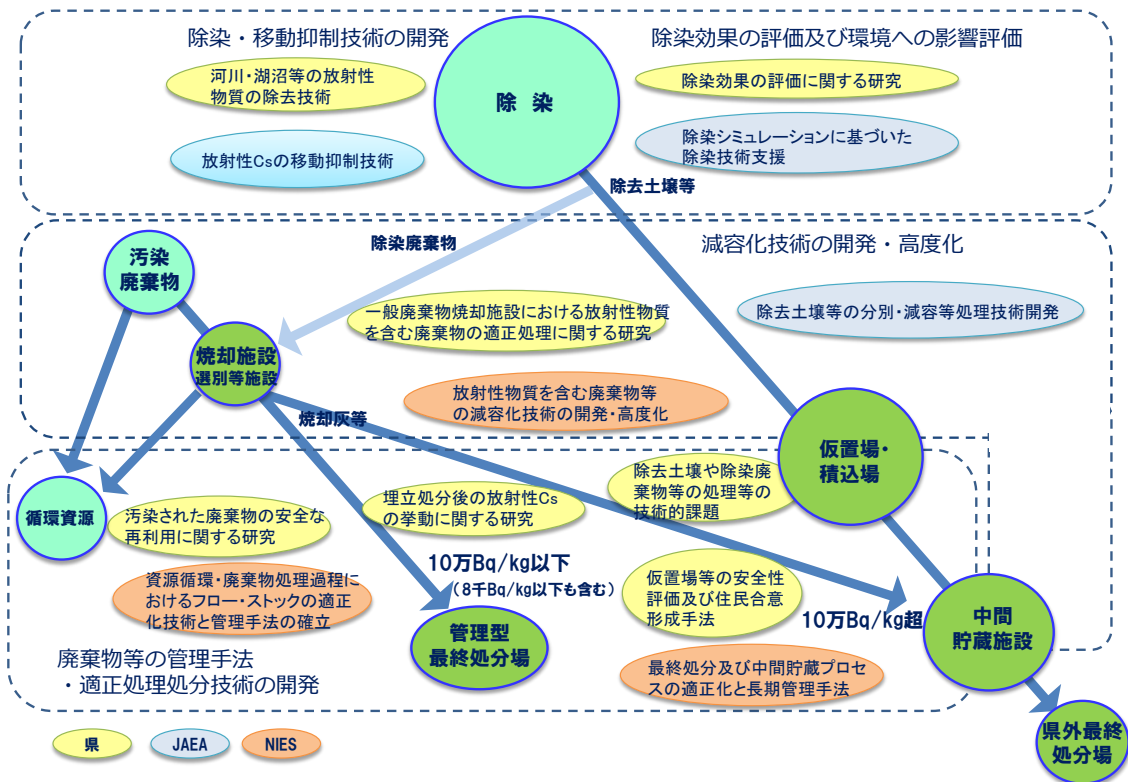 除染・移動抑制技術の開発
除染効果の評価及び環境への影響評価
河川・湖沼等の放射性
物質の除去技術
除 染
除染効果の評価に関する研究
放射性Csの移動抑制技術
除染シミュレーションに基づいた
除染技術支援
除去土壌等
除染廃棄物
減容化技術の開発・高度化
汚染
廃棄物
一般廃棄物焼却施設における放射性物質
を含む廃棄物の適正処理に関する研究
除去土壌等の分別・減容等処理技術開発
焼却施設
選別等施設
放射性物質を含む廃棄物等
の減容化技術の開発・高度化
焼却灰等
仮置場・
積込場
除去土壌や除染廃
棄物等の処理等の
技術的課題
埋立処分後の放射性Cs
の挙動に関する研究
循環資源
汚染された廃棄物の安全な
再利用に関する研究
10万Bq/kg以下
（8千Bq/kg以下も含む）
資源循環・廃棄物処理過程に
おけるフロー・ストックの適正
化技術と管理手法の確立
仮置場等の安全性
評価及び住民合意
形成手法
10万Bq/kg超
中間
貯蔵施設
管理型
最終処分場
廃棄物等の管理手法
・適正処理処分技術の開発
最終処分及び中間貯蔵プロセ
スの適正化と長期管理手法
県外最終
処分場
県
JAEA
NIES